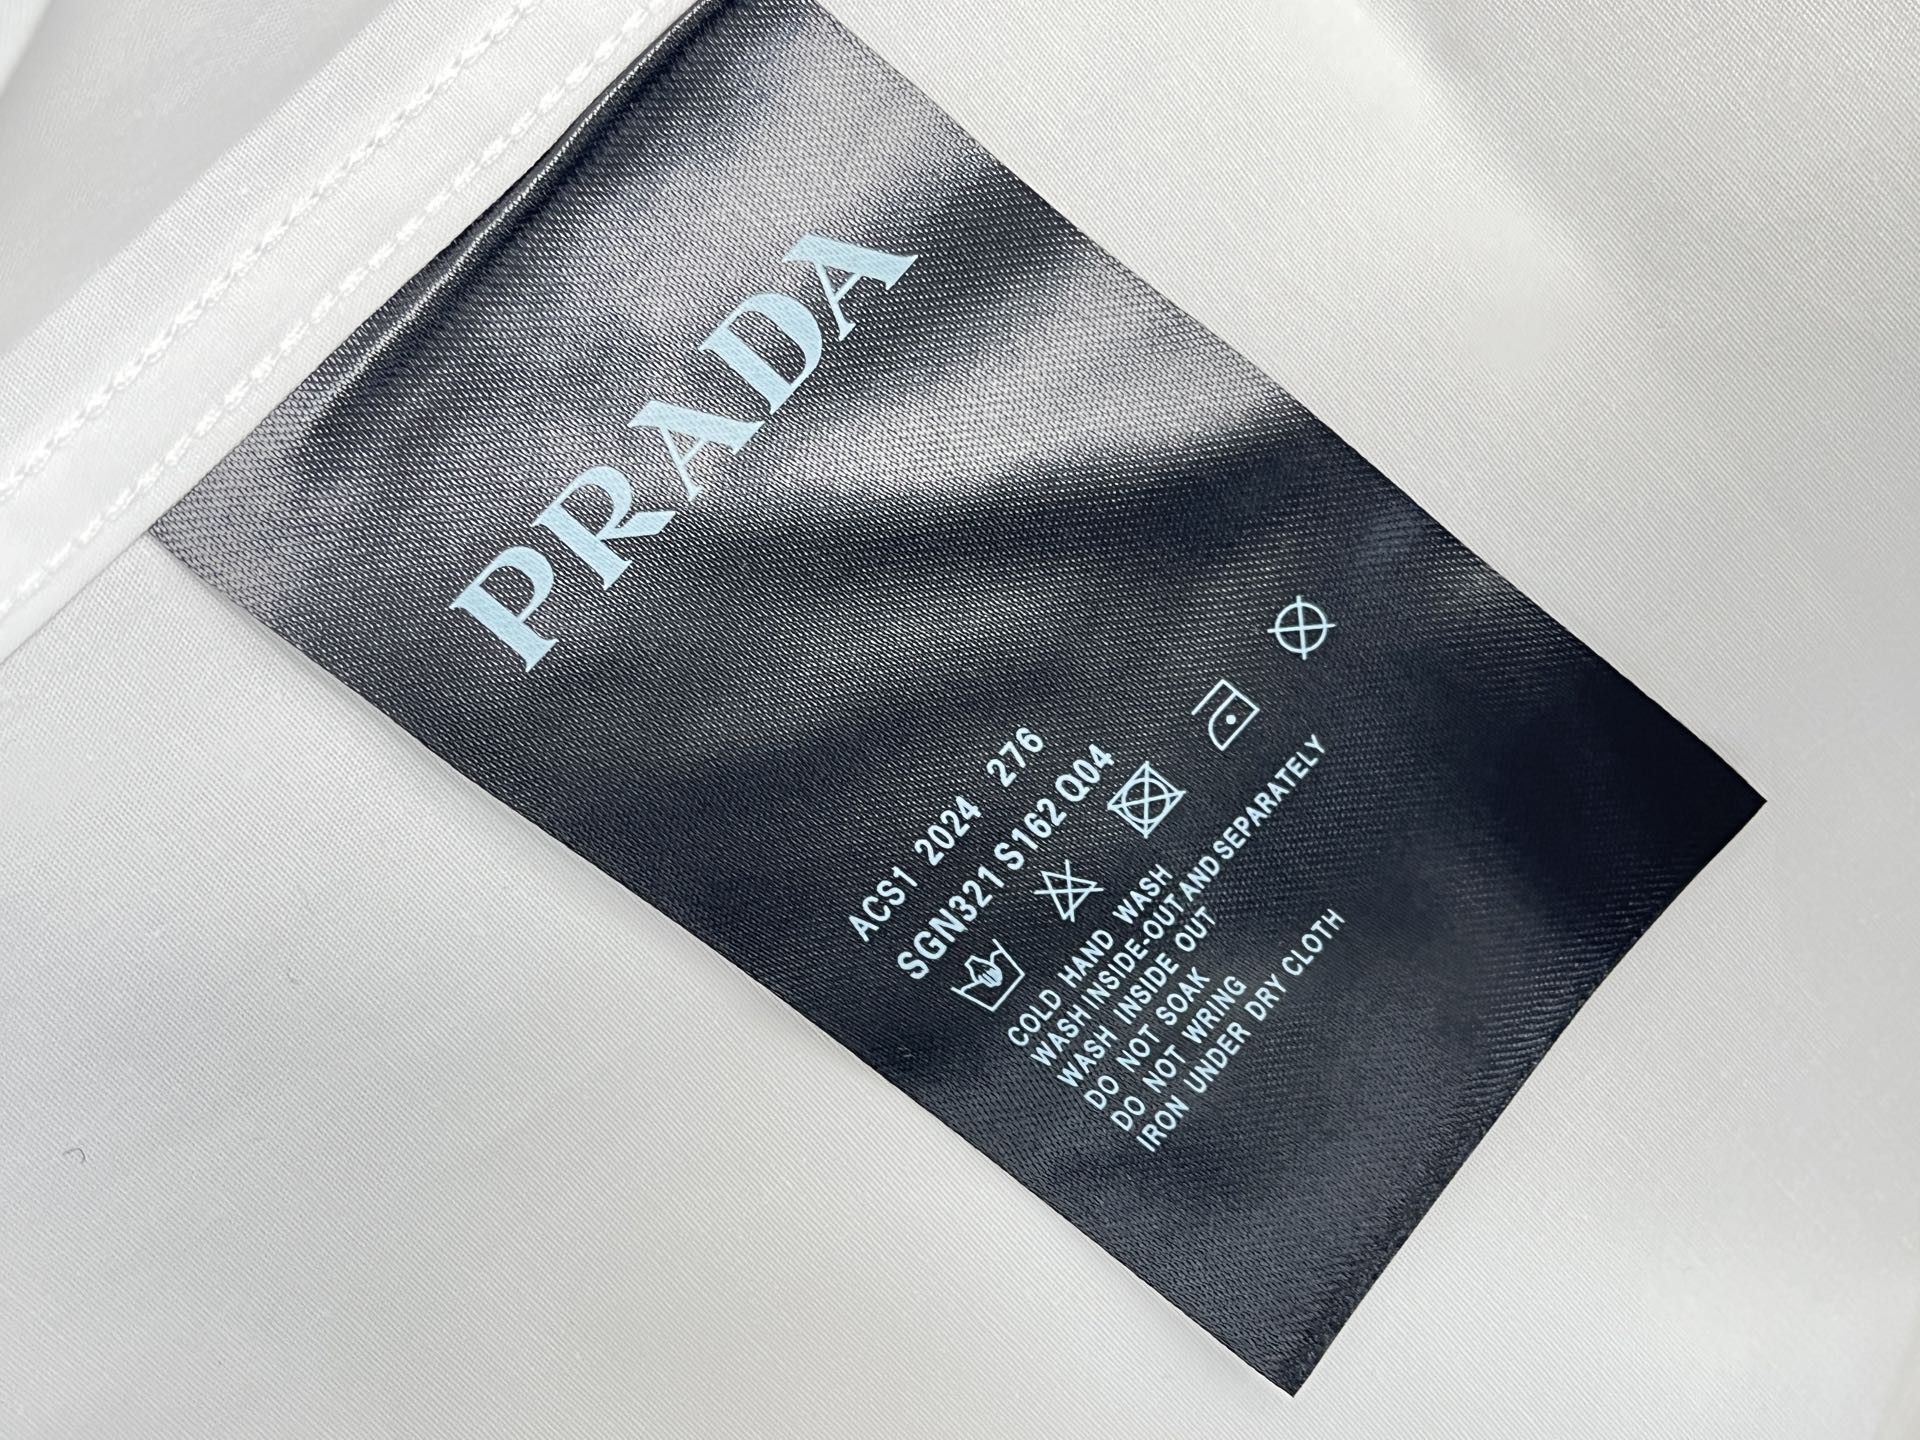 PRADA
ACS1 2024 276
SGN321 S162 Q04
COLD HAND WASH
WASH INSIDE-OUT AND SEPARATELY
WASH INSIDE OUT
DO NOT SOAK
DO NOT WRING
IRON UNDER DRY CLOTH